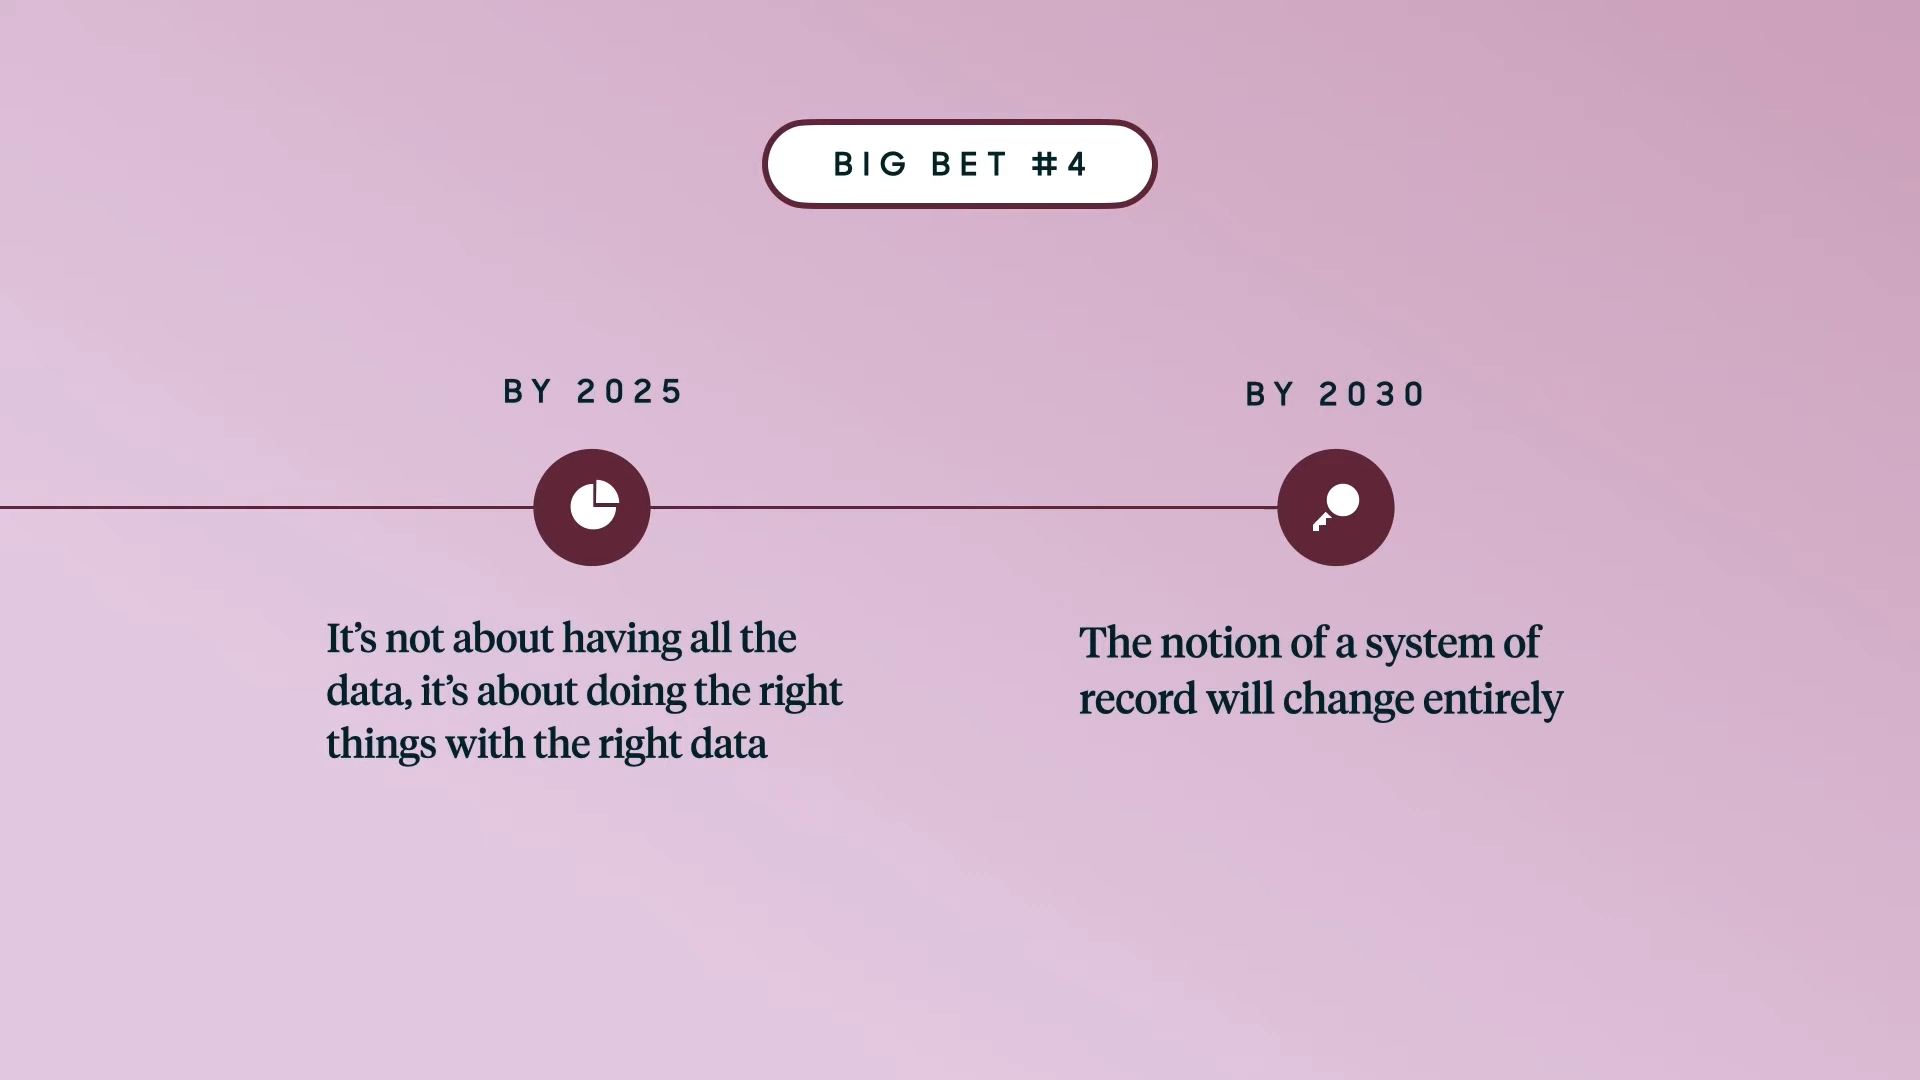 BIG BET #4
BY 2025
It’s not about having all the
data, it’s about doing the right
things with the right data
BY 2030
The notion of a system of
record will change entirely